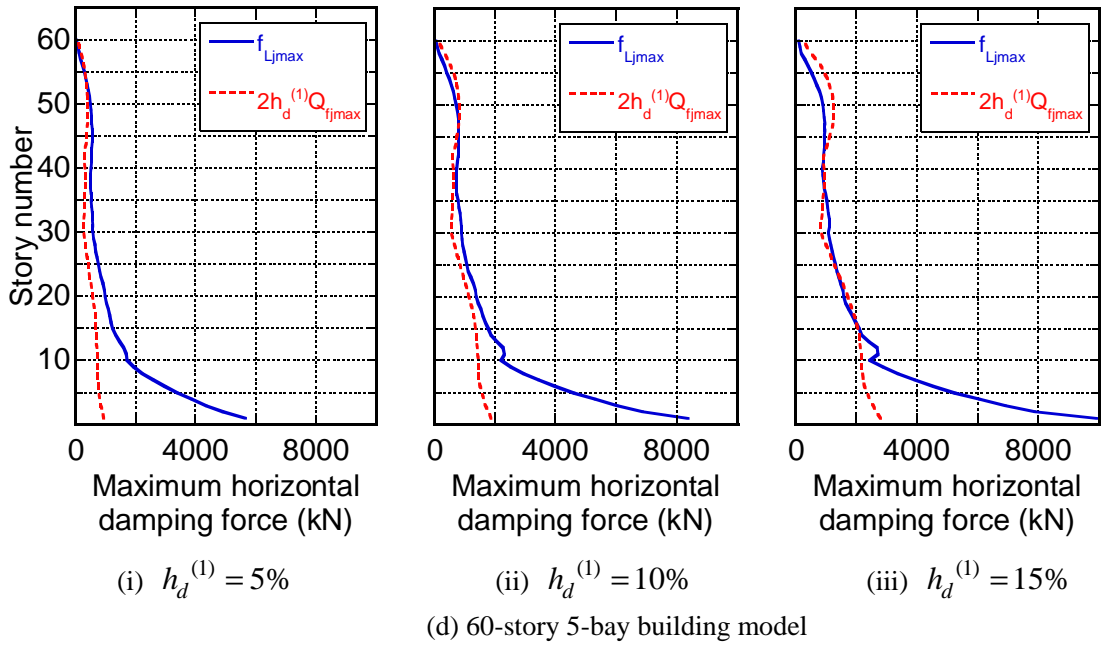 60
50
40
30
20
10
Story number
f_Ljmax
2h_d^(1)Q_fjmax
f_Ljmax
2h_d^(1)Q_fjmax
f_Ljmax
2h_d^(1)Q_fjmax
0 4000 8000
0 4000 8000
0 4000 8000
Maximum horizontal
damping force (kN)
Maximum horizontal
damping force (kN)
Maximum horizontal
damping force (kN)
(i) h_d^(1) = 5%
(ii) h_d^(1) = 10%
(iii) h_d^(1) = 15%
(d) 60-story 5-bay building model